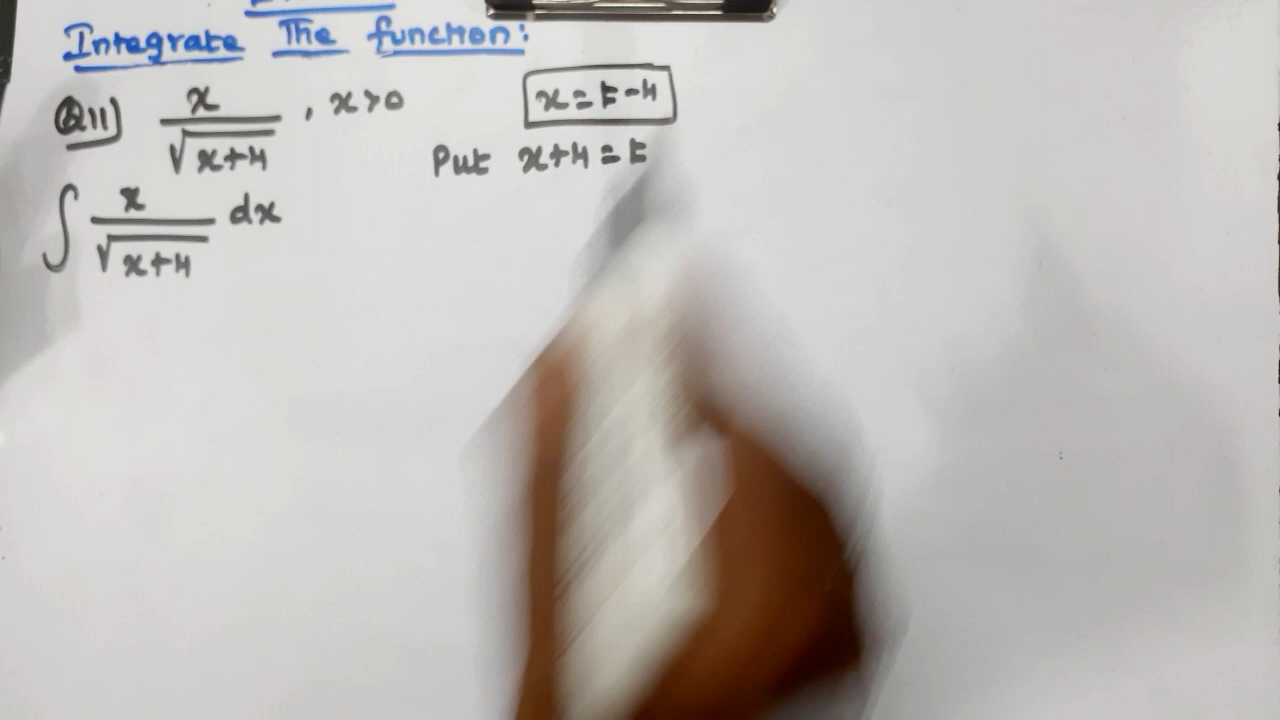 Integrate The function:
Q11) x/√(x+4) , x>0
x=t-4
Put x+4=t
∫ x/√(x+4) dx